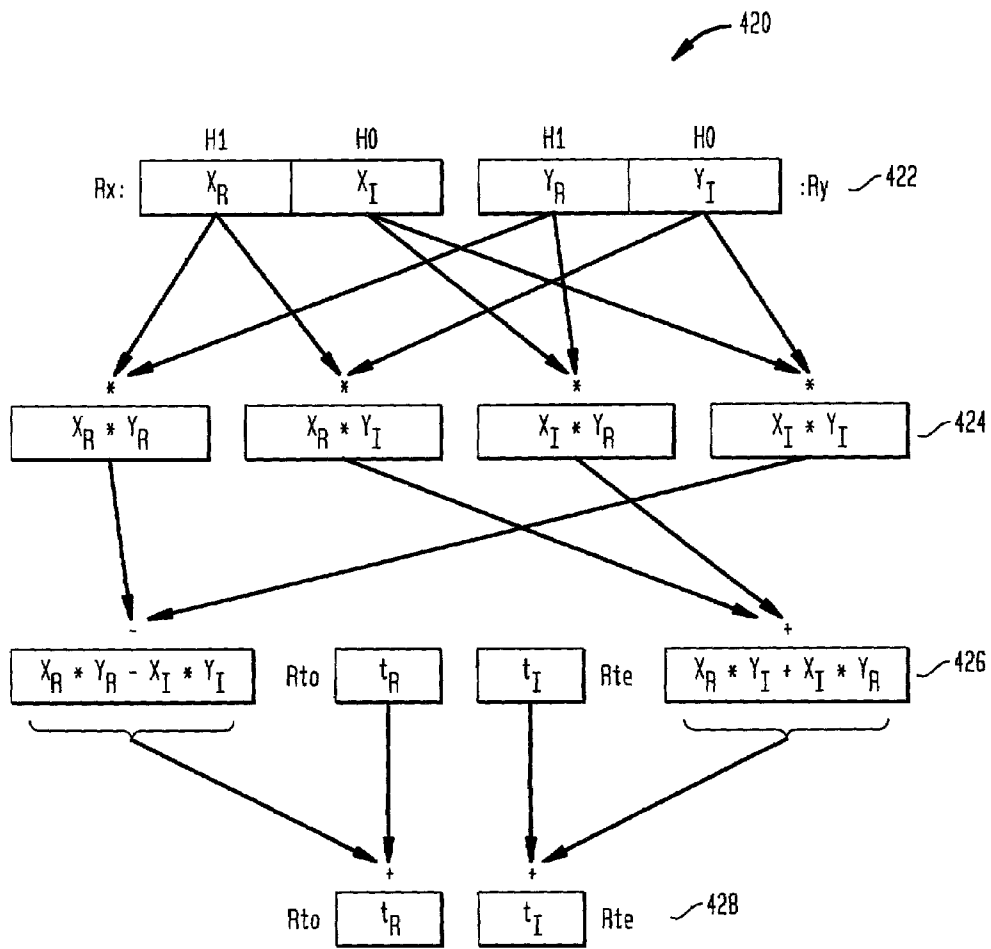 420
H1 H0 H1 H0
Rx: X_R X_I Y_R Y_I :Ry 422
* * * *
X_R * Y_R X_R * Y_I X_I * Y_R X_I * Y_I 424
- +
X_R * Y_R - X_I * Y_I Rto t_R t_I Rte X_R * Y_I + X_I * Y_R 426
+ +
Rto t_R t_I Rte 428